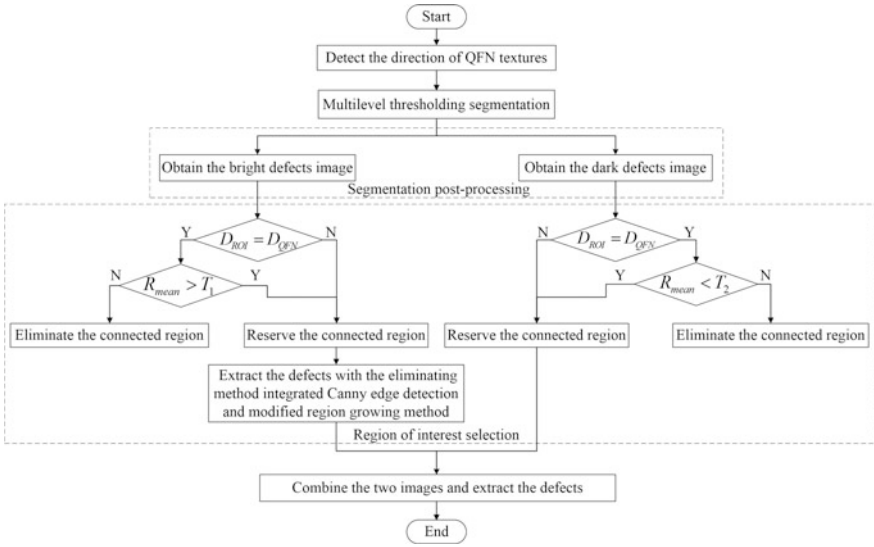 Start
Detect the direction of QFN textures
Multilevel thresholding segmentation
Obtain the bright defects image
Obtain the dark defects image
Segmentation post-processing
Y
D_ROI = D_QFN
N
N
D_ROI = D_QFN
Y
N
R_mean > T_1
Y
Y
R_mean < T_2
N
Eliminate the connected region
Reserve the connected region
Reserve the connected region
Eliminate the connected region
Extract the defects with the eliminating
method integrated Canny edge detection
and modified region growing method
Region of interest selection
Combine the two images and extract the defects
End